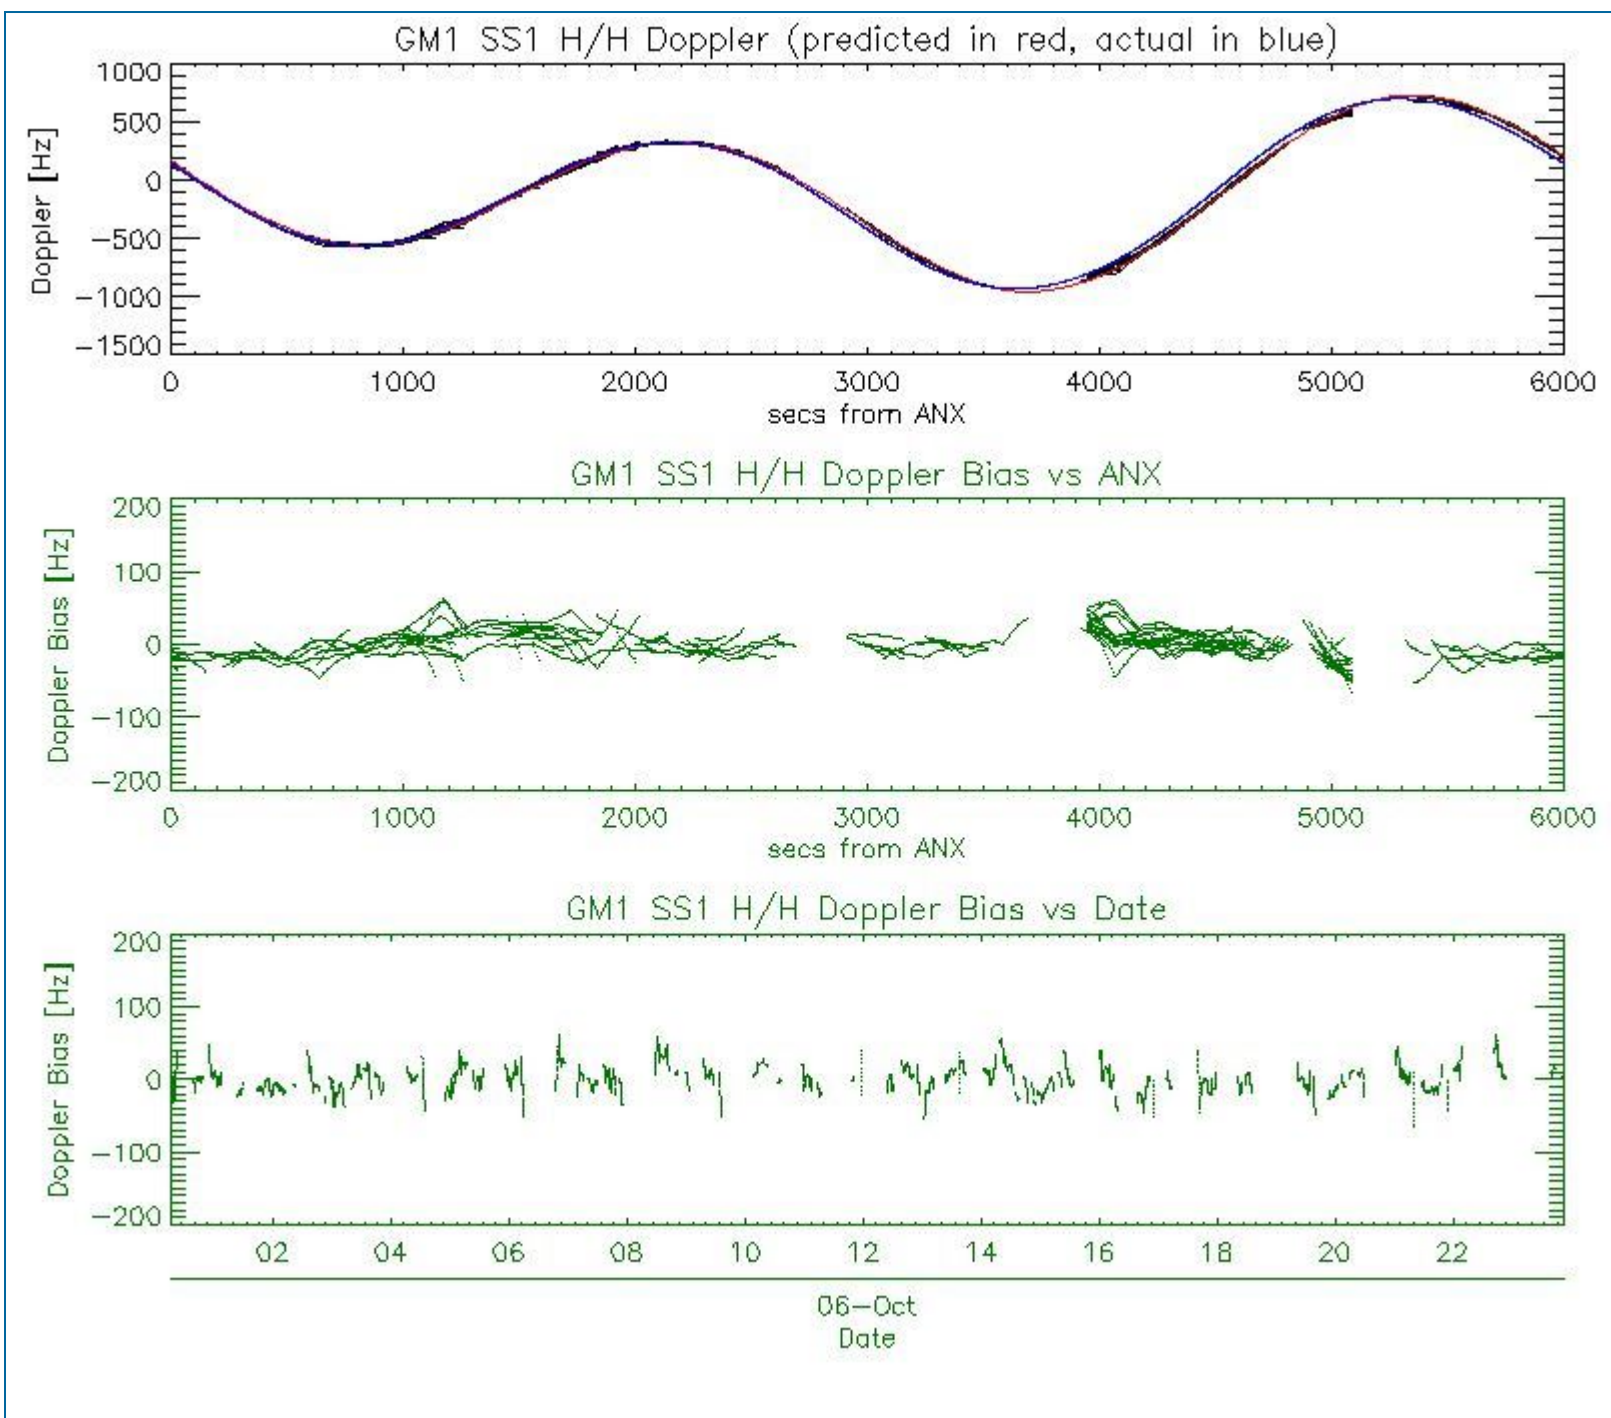 GM1 SS1 H/H Doppler (predicted in red, actual in blue)
Doppler [Hz]
1000
500
0
−500
−1000
−1500
0 1000 2000 3000 4000 5000 6000
secs from ANX
GM1 SS1 H/H Doppler Bias vs ANX
Doppler Bias [Hz]
200
100
0
−100
−200
0 1000 2000 3000 4000 5000 6000
secs from ANX
GM1 SS1 H/H Doppler Bias vs Date
Doppler Bias [Hz]
200
100
0
−100
−200
02 04 06 08 10 12 14 16 18 20 22
06−Oct
Date